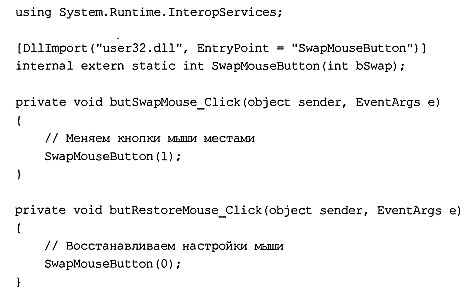 using System.Runtime.InteropServices;
[DllImport("user32.dll", EntryPoint = "SwapMouseButton")]
internal extern static int SwapMouseButton(int bSwap);
private void butSwapMouse_Click(object sender, EventArgs e)
{
// Меняем кнопки мыши местами
SwapMouseButton(1);
}
private void butRestoreMouse_Click(object sender, EventArgs e)
{
// Восстанавливаем настройки мыши
SwapMouseButton(0);
}